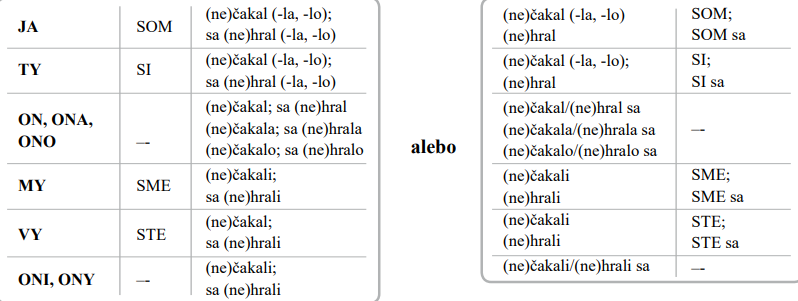 JA SOM (ne)čakal (-la, -lo);
sa (ne)hral (-la, -lo)
TY SI (ne)čakal (-la, -lo);
sa (ne)hral (-la, -lo)
ON, ONA,
ONO
–- (ne)čakal; sa (ne)hral
(ne)čakala; sa (ne)hrala
(ne)čakalo; sa (ne)hralo
MY SME (ne)čakali;
sa (ne)hrali
VY STE (ne)čakal;
sa (ne)hrali
ONI, ONY –- (ne)čakali;
sa (ne)hrali
alebo
(ne)čakal (-la, -lo) SOM;
(ne)hral SOM sa
(ne)čakal (-la, -lo); SI;
(ne)hral SI sa
(ne)čakal/(ne)hral sa
(ne)čakala/(ne)hrala sa –-
(ne)čakalo/(ne)hralo sa
(ne)čakali SME;
(ne)hrali SME sa
(ne)čakali STE;
(ne)hrali STE sa
(ne)čakali/(ne)hrali sa –-